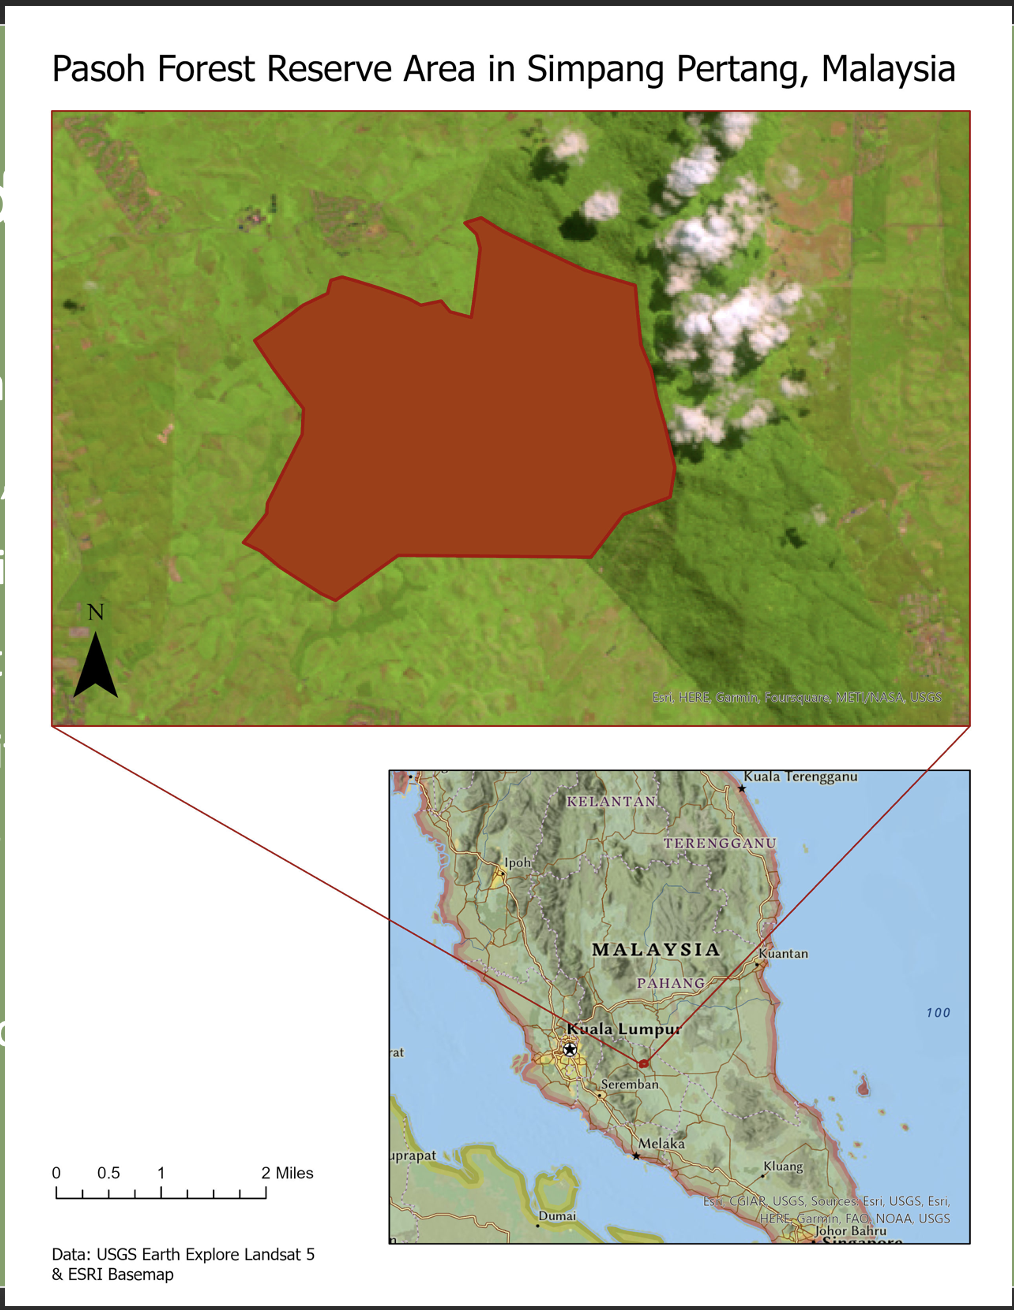 Pasoh Forest Reserve Area in Simpang Pertang, Malaysia
N
Esri, HERE, Garmin, Foursquare, METI/NASA, USGS
Kuala Terengganu
KELANTAN
TERENGGANU
Ipoh
MALAYSIA
Kuantan
PAHANG
100
Kuala Lumpur
rat
Seremban
Melaka
uprapat
Kluang
Esri, CGIAR, USGS, Sources: Esri, USGS, Esri,
HERE, Garmin, FAO, NOAA, USGS
Dumai
Johor Bahru
Singapore
0 0.5 1 2 Miles
Data: USGS Earth Explore Landsat 5
& ESRI Basemap